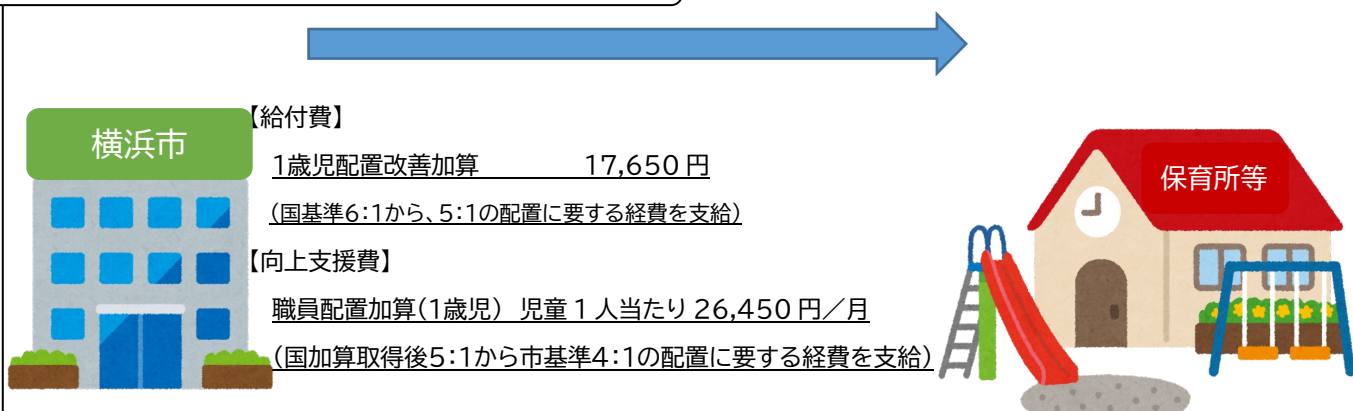 横浜市
【給付費】
1歳児配置改善加算 17,650円
(国基準6:1から、5:1の配置に要する経費を支給)
【向上支援費】
職員配置加算(1歳児) 児童1人当たり26,450円/月
(国加算取得後5:1から市基準4:1の配置に要する経費を支給)
保育所等